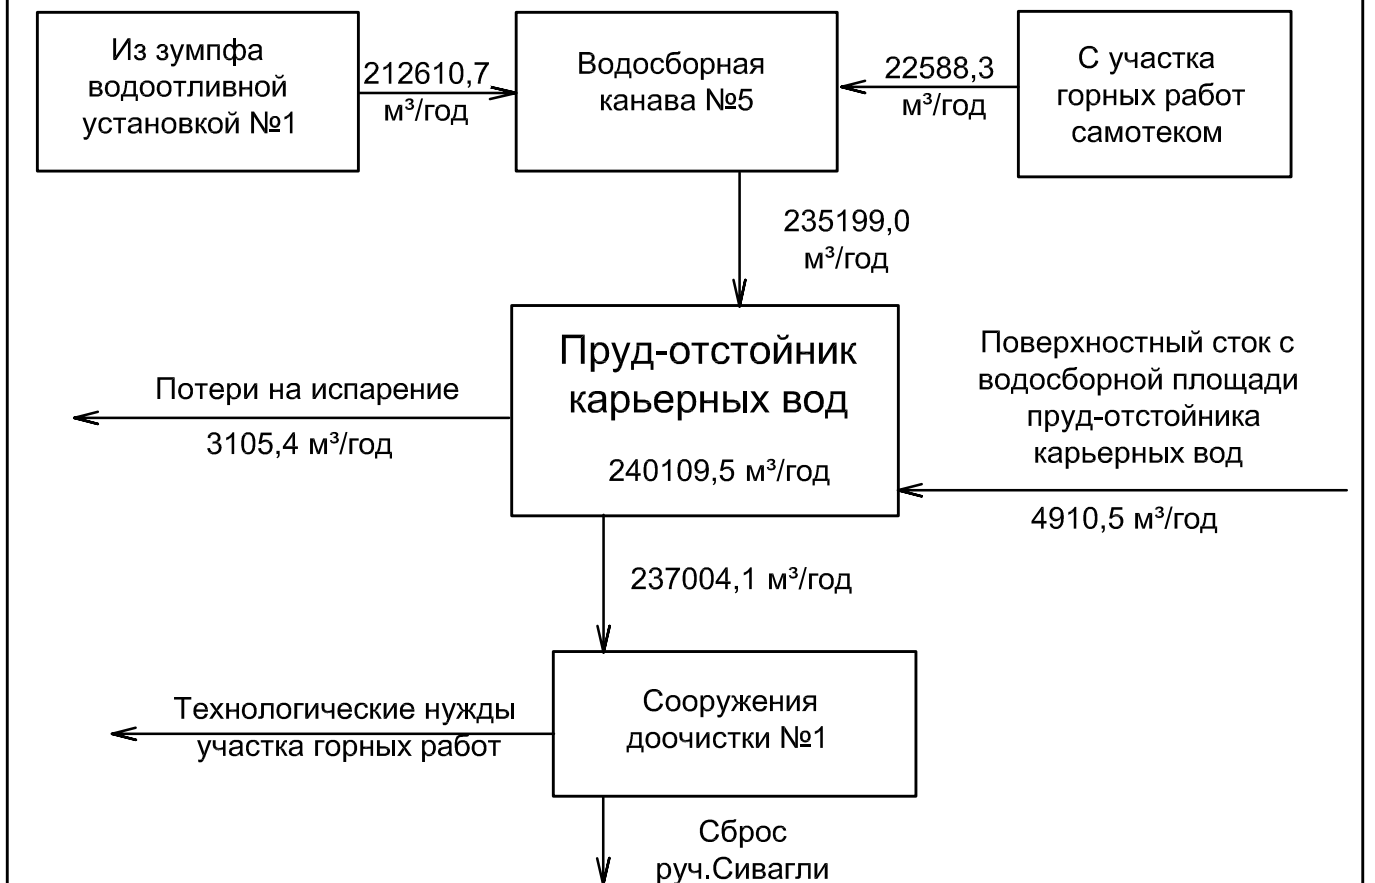 Из зумпфа
водоотливной
установкой №1
212610,7
м³/год
Водосборная
канава №5
22588,3
м³/год
С участка
горных работ
самотеком
235199,0
м³/год
Пруд-отстойник
карьерных вод
240109,5 м³/год
Потери на испарение
3105,4 м³/год
Поверхностный сток с
водосборной площади
пруд-отстойника
карьерных вод
4910,5 м³/год
237004,1 м³/год
Сооружения
доочистки №1
Технологические нужды
участка горных работ
Сброс
руч.Сивагли